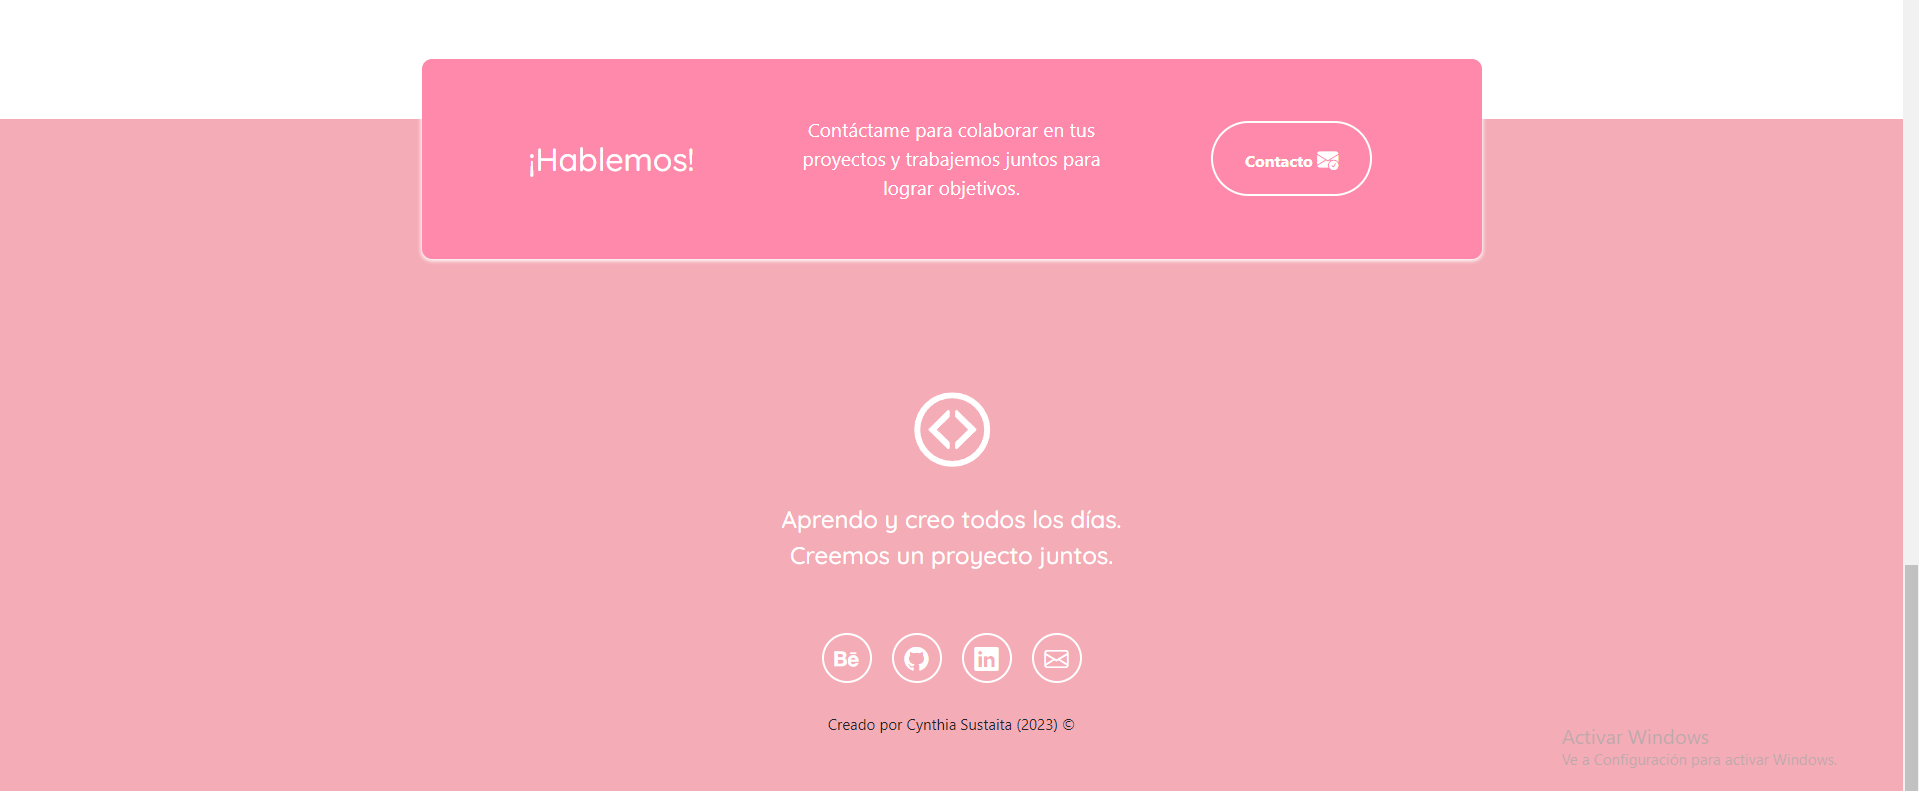 ¡Hablemos!
Contáctame para colaborar en tus
proyectos y trabajemos juntos para
lograr objetivos.
Contacto
Aprendo y creo todos los días.
Creemos un proyecto juntos.
Bē
in
Creado por Cynthia Sustaita (2023) ©
Activar Windows
Ve a Configuración para activar Windows.